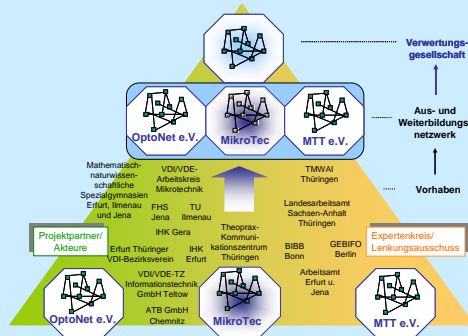 Verwertungs-
gesellschaft
OptoNet e.V.
MikroTec
MTT e.V.
Aus- und
Weiterbildungs
netzwerk
Mathematisch-
naturwissen-
schaftliche
Spezialgymnasien
Erfurt, Ilmenau
und Jena
VDI/VDE-
Arbeitskreis
Mikrotechnik
TMWAI
Thüringen
Vorhaben
FHS
Jena
TU
Ilmenau
Landesarbeitsamt
Sachsen-Anhalt
Thüringen
IHK Gera
Projektpartner/
Akteure
Theoprax-
Kommuni-
kationszentrum
Thüringen
Expertenkreis/
Lenkungsausschuss
Erfurt Thüringer
VDI-Bezirksverein
IHK
Erfurt
BIBB
Bonn
GEBIFO
Berlin
VDI/VDE-TZ
Informationstechnik
GmbH Teltow
Arbeitsamt
Erfurt u.
Jena
ATB GmbH
Chemnitz
OptoNet e.V.
MikroTec
MTT e.V.